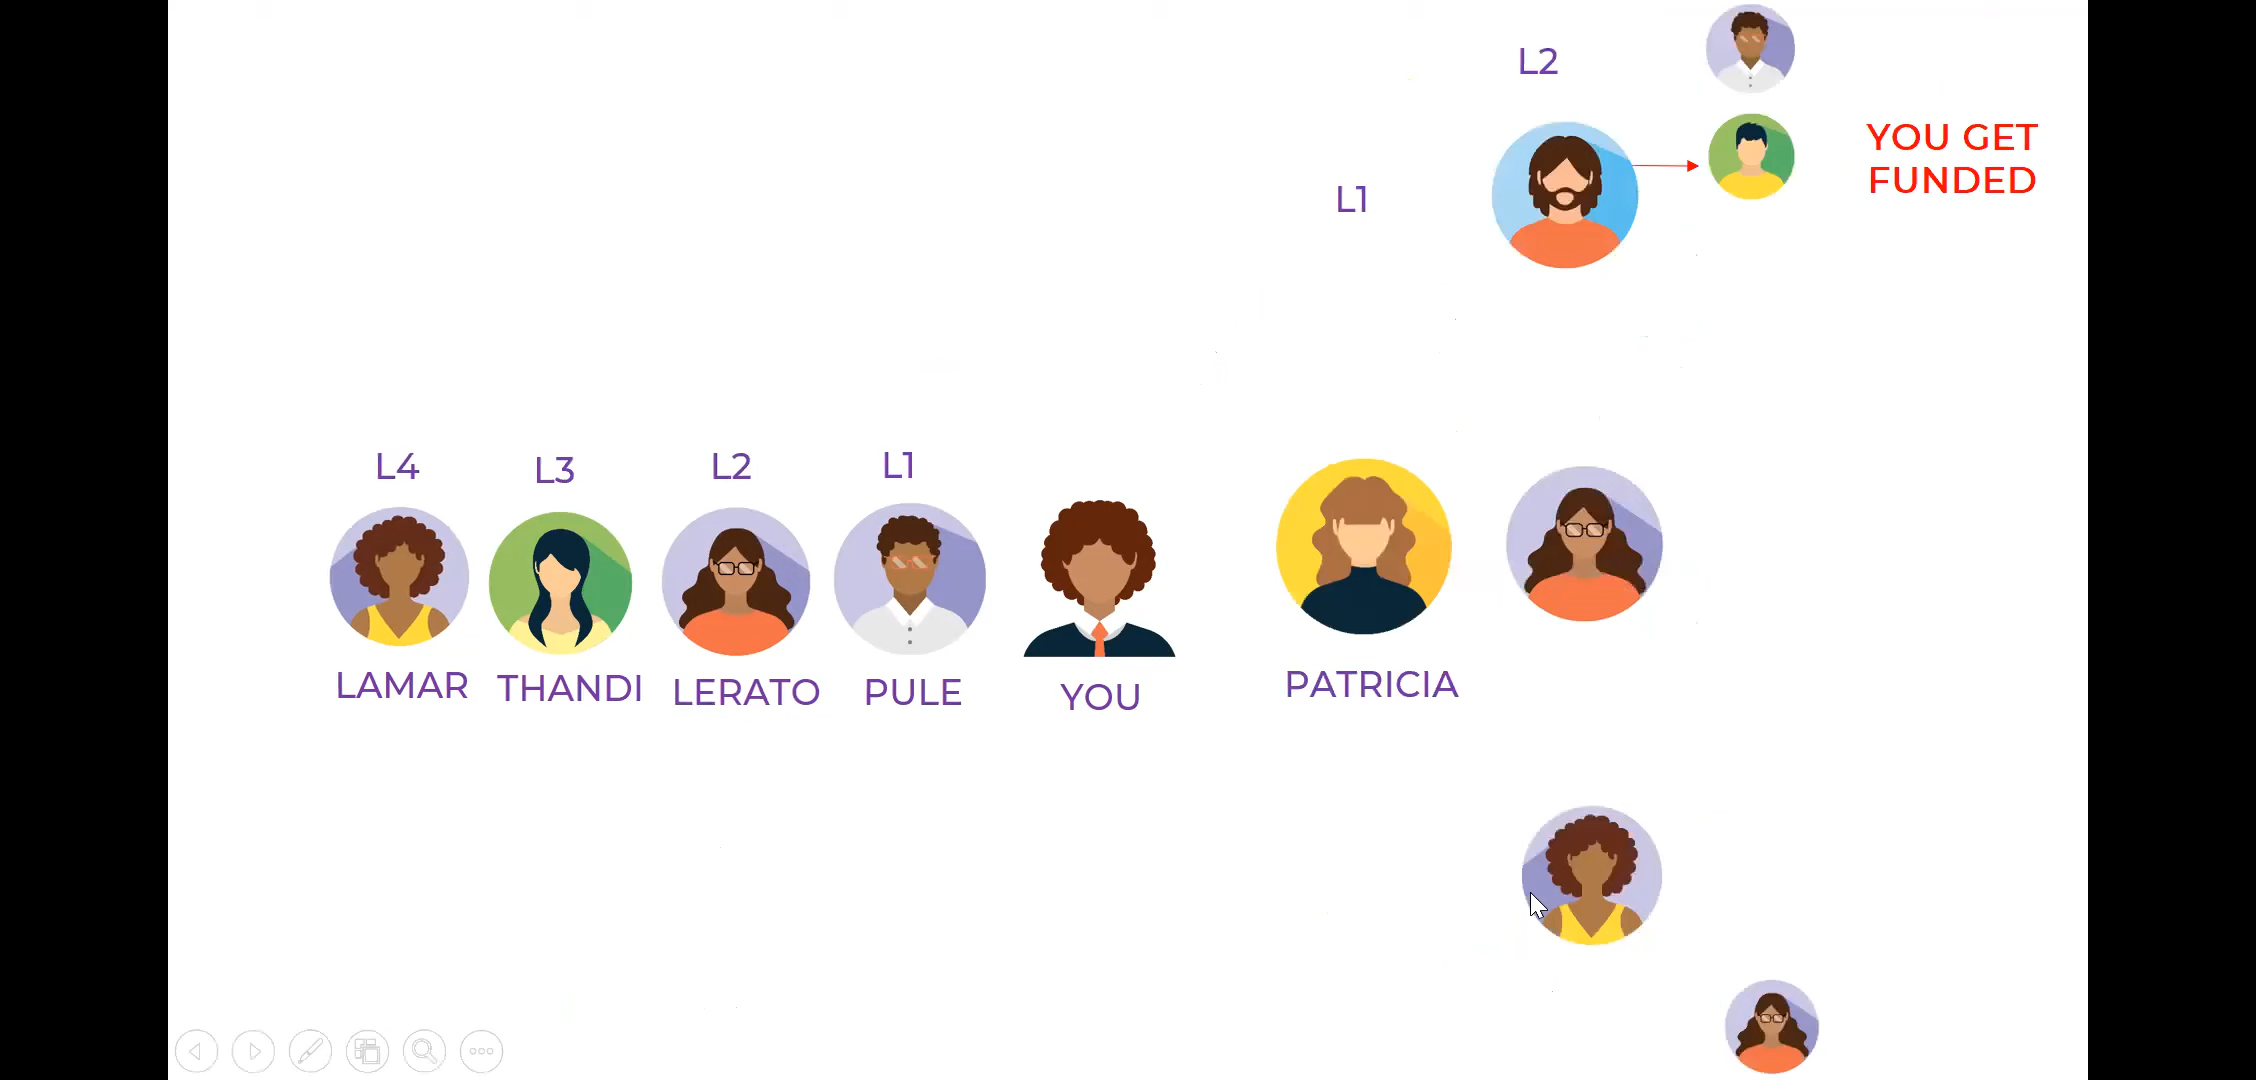 L2
YOU GET
FUNDED
L1
L4
L3
L2
L1
LAMAR
THANDI
LERATO
PULE
YOU
PATRICIA